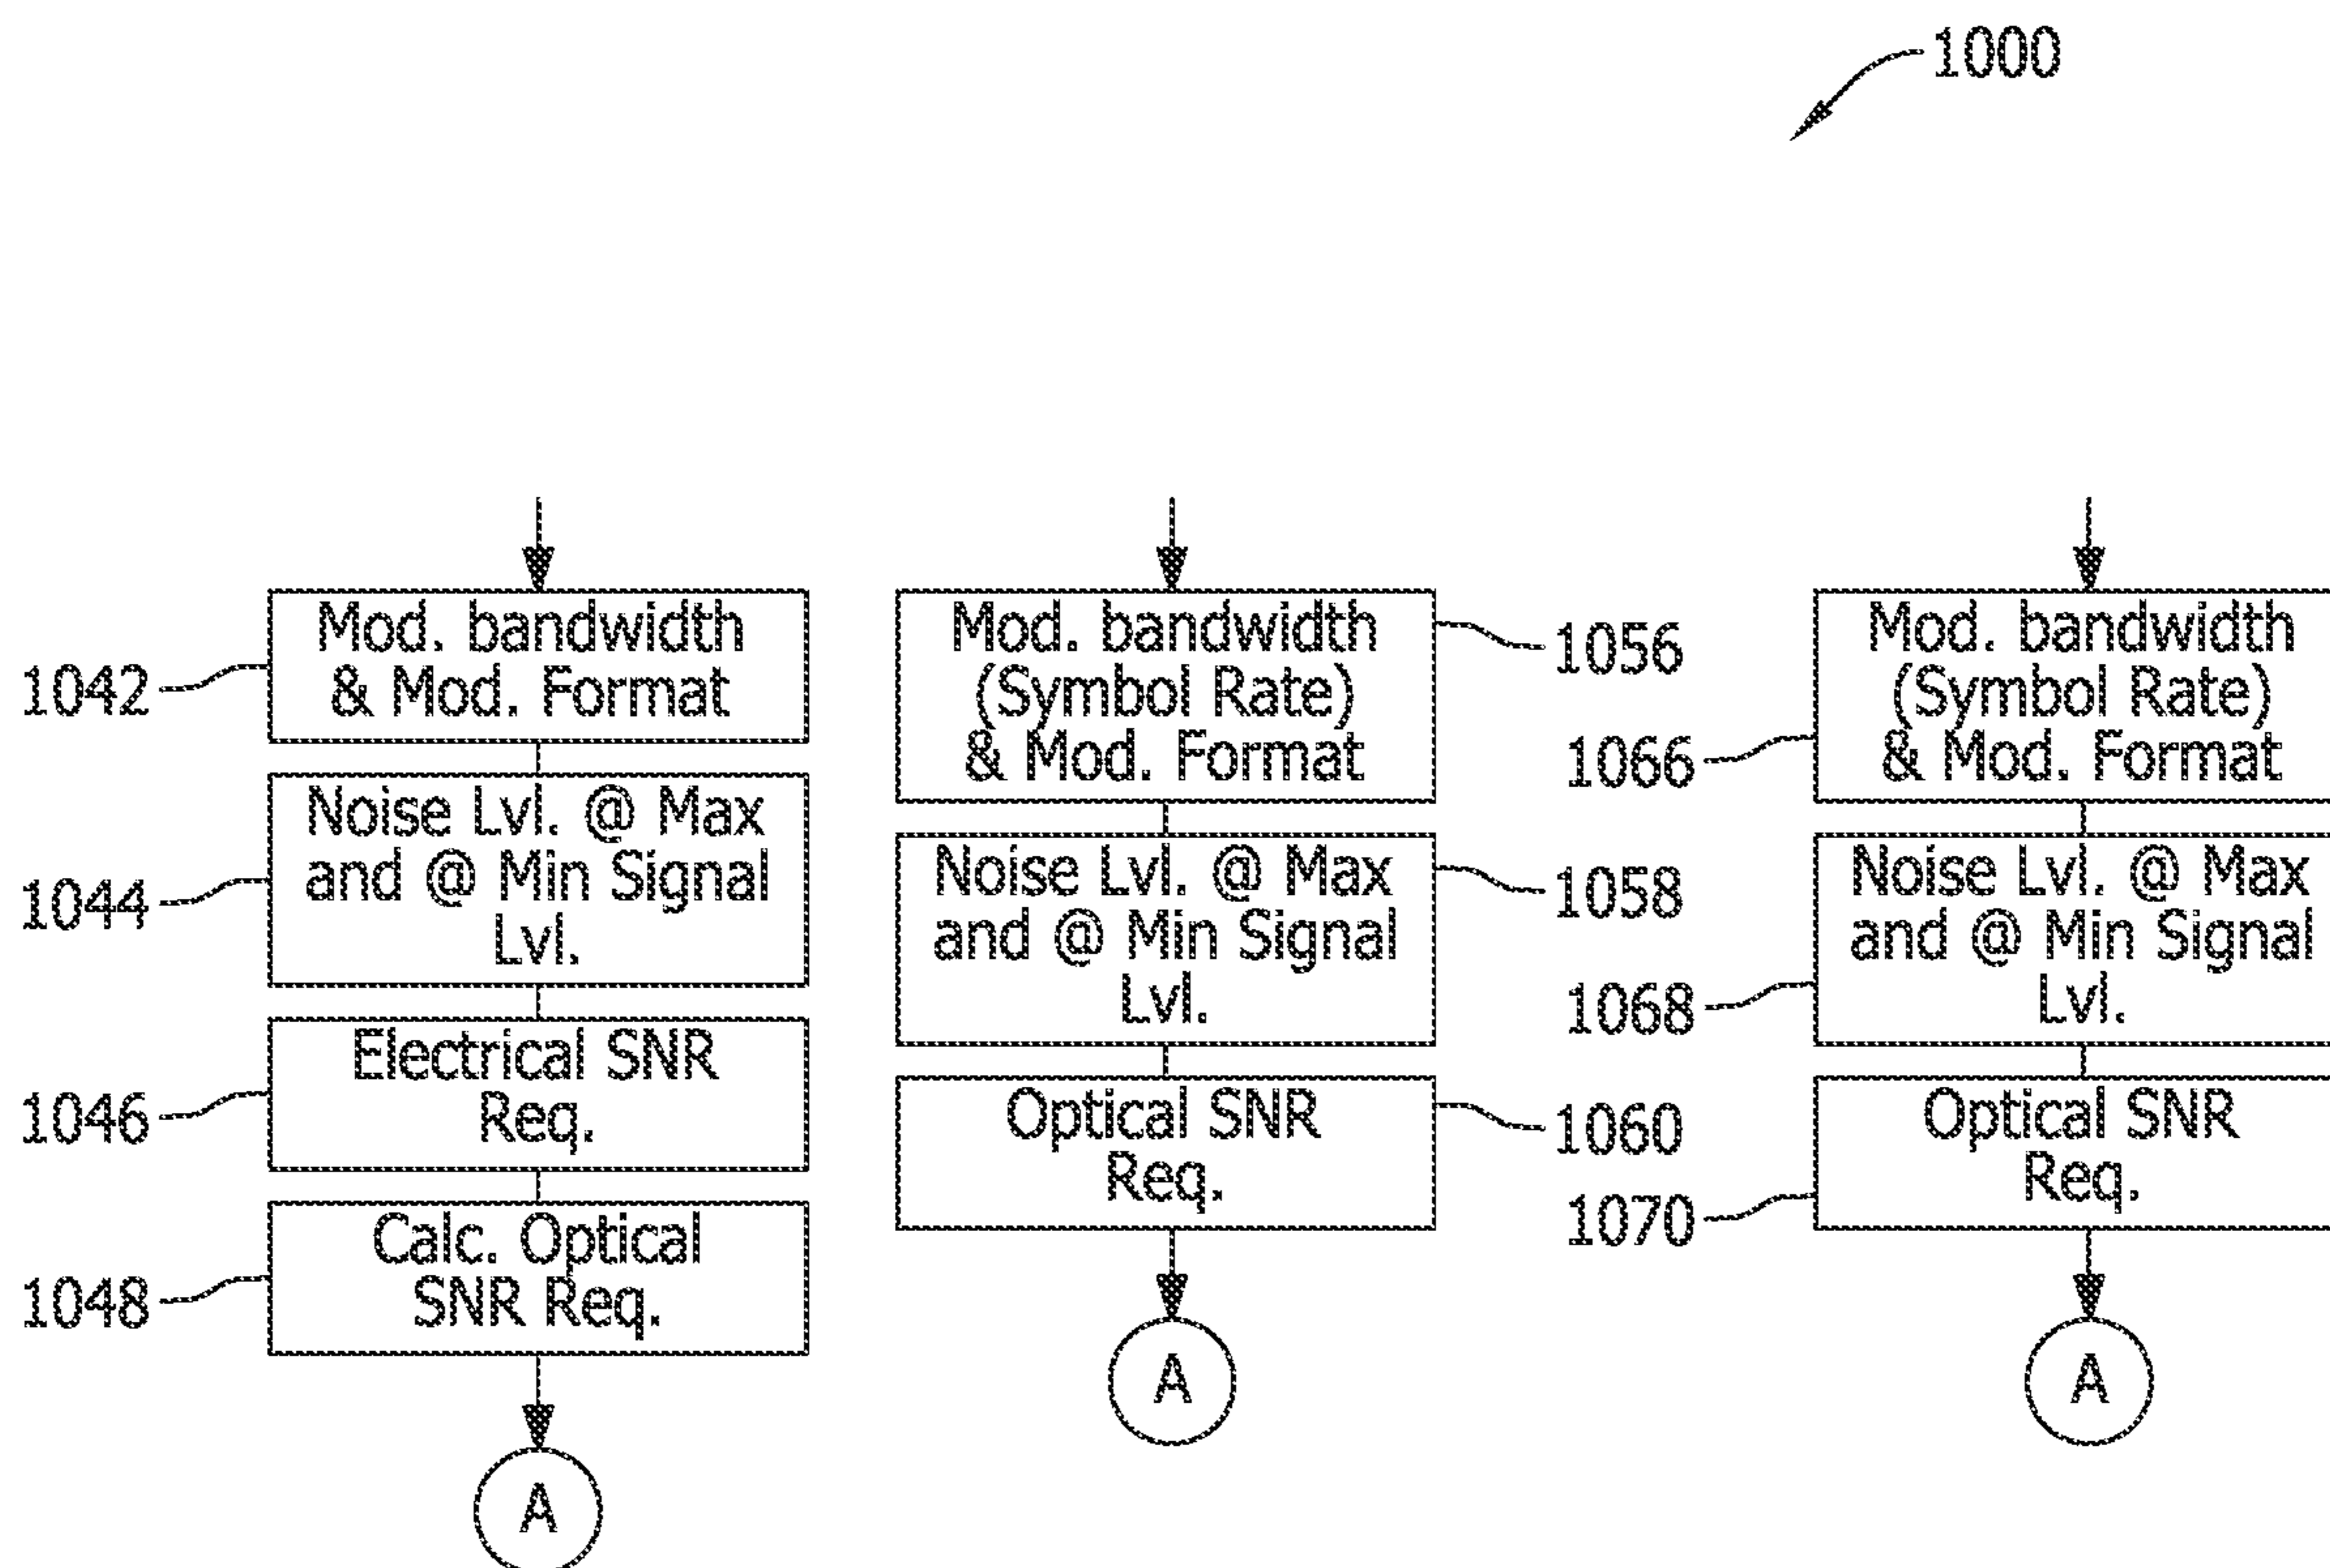 1000
1042
Mod. bandwidth
& Mod. Format
1044
Noise Lvl. @ Max
and @ Min Signal
Lvl.
1046
Electrical SNR
Req.
1048
Calc. Optical
SNR Req.
A
Mod. bandwidth
(Symbol Rate)
& Mod. Format
1056
Noise Lvl. @ Max
and @ Min Signal
Lvl.
1058
Optical SNR
Req.
1060
A
1066
Mod. bandwidth
(Symbol Rate)
& Mod. Format
1068
Noise Lvl. @ Max
and @ Min Signal
Lvl.
1070
Optical SNR
Req.
A